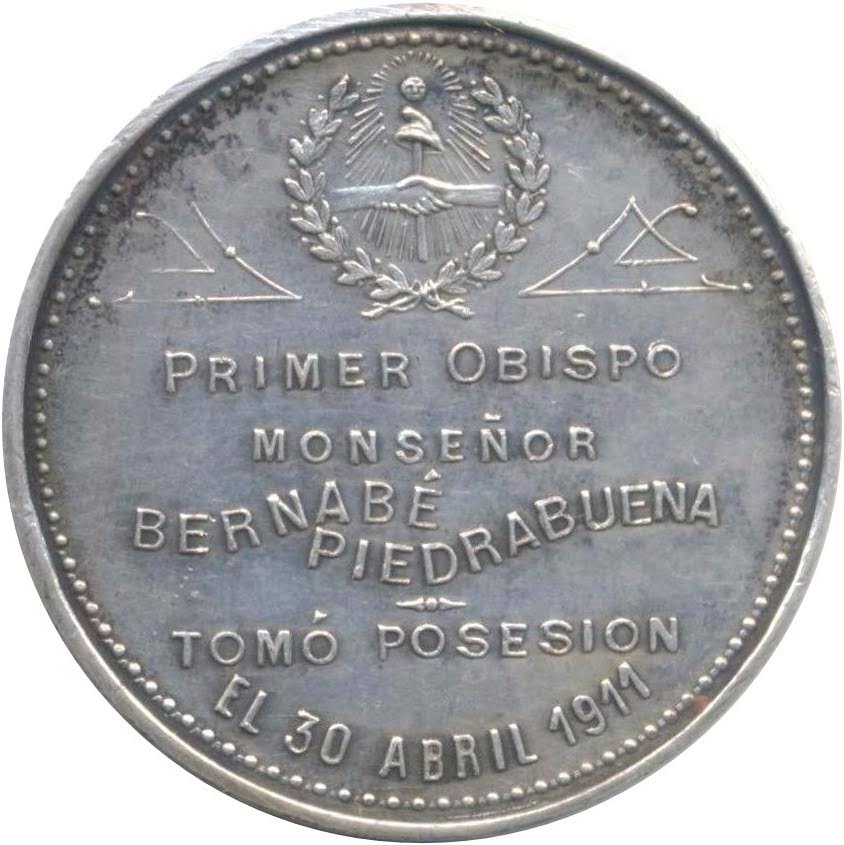 PRIMER OBISPO
MONSEÑOR
BERNABÉ
PIEDRABUENA
TOMÓ POSESION
EL 30 ABRIL 1911